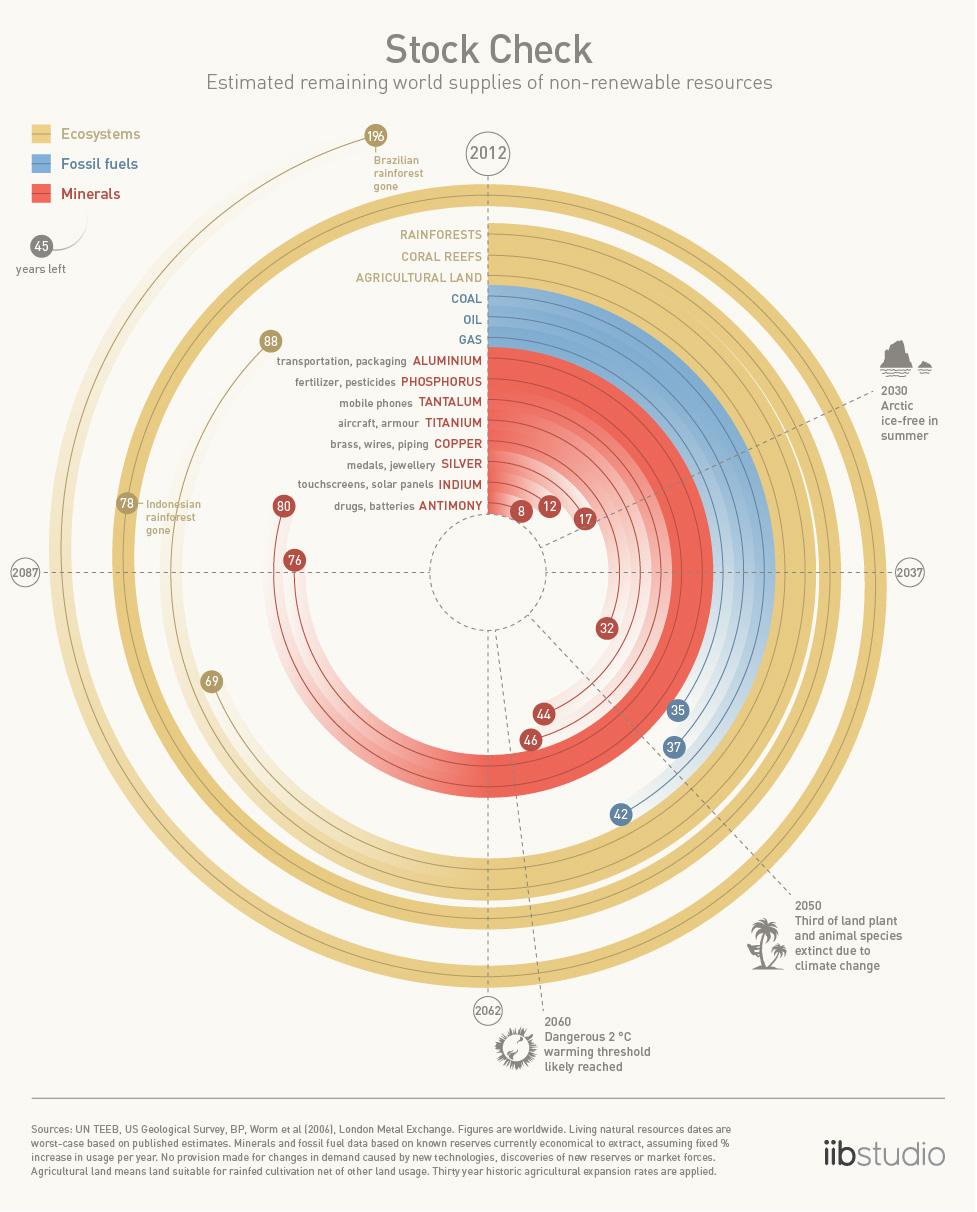 Stock Check
Estimated remaining world supplies of non-renewable resources
Ecosystems
Fossil fuels
Minerals
45
years left
196
Brazilian
rainforest
gone
2012
RAINFORESTS
CORAL REEFS
AGRICULTURAL LAND
COAL
OIL
GAS
transportation, packaging ALUMINIUM
fertilizer, pesticides PHOSPHORUS
mobile phones TANTALUM
aircraft, armour TITANIUM
brass, wires, piping COPPER
medals, jewellery SILVER
touchscreens, solar panels INDIUM
drugs, batteries ANTIMONY
88
2030
Arctic
ice-free in
summer
78
Indonesian
rainforest
gone
80
8
12
17
76
2087
2037
32
69
44
46
35
37
42
2050
Third of land plant
and animal species
extinct due to
climate change
2062
2060
Dangerous 2 °C
warming threshold
likely reached
Sources: UN TEEB, US Geological Survey, BP, Worm et al (2006), London Metal Exchange. Figures are worldwide. Living natural resources dates are
worst-case based on published estimates. Minerals and fossil fuel data based on known reserves currently economical to extract, assuming fixed %
increase in usage per year. No provision made for changes in demand caused by new technologies, discoveries of new reserves or market forces.
Agricultural land means land suitable for rainfed cultivation net of other land usage. Thirty year historic agricultural expansion rates are applied.
iibstudio